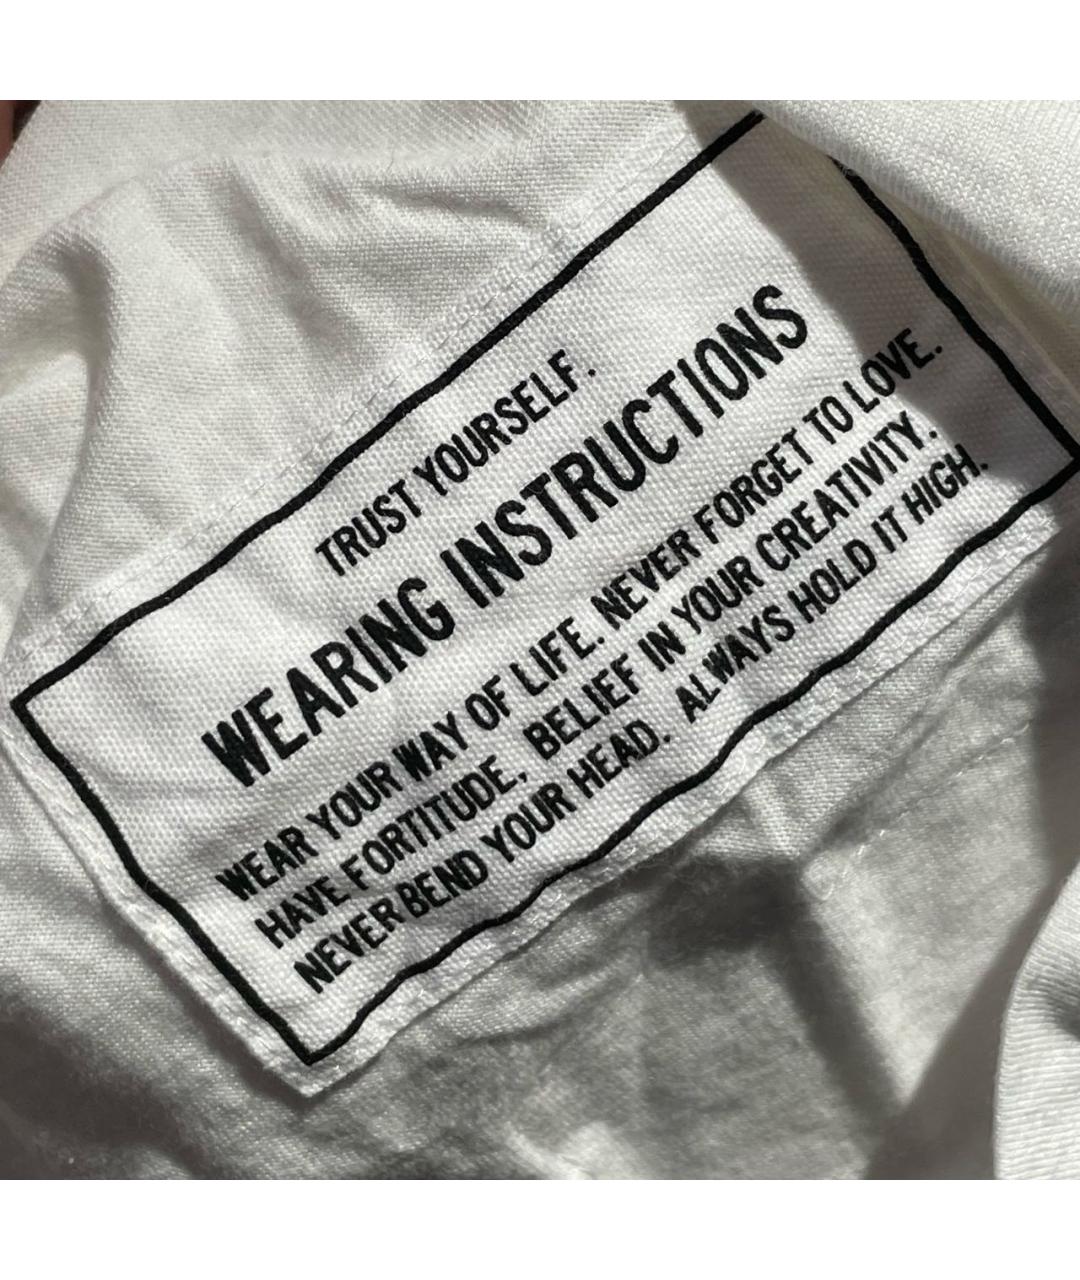 TRUST YOURSELF.
WEARING INSTRUCTIONS
WEAR YOUR WAY OF LIFE. NEVER FORGET TO LOVE.
HAVE FORTITUDE. BELIEF IN YOUR CREATIVITY.
NEVER BEND YOUR HEAD. ALWAYS HOLD IT HIGH.